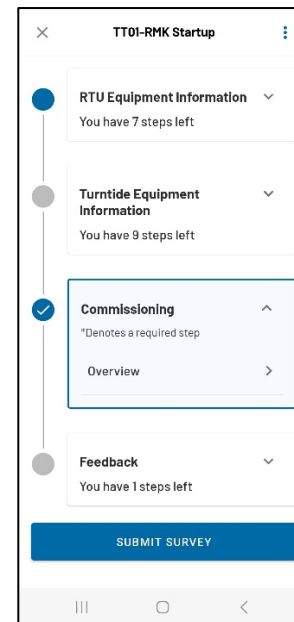 TT01-RMK Startup
RTU Equipment Information
You have 7 steps left
Turntide Equipment
Information
You have 9 steps left
Commissioning
*Denotes a required step
Overview
Feedback
You have 1 steps left
SUBMIT SURVEY